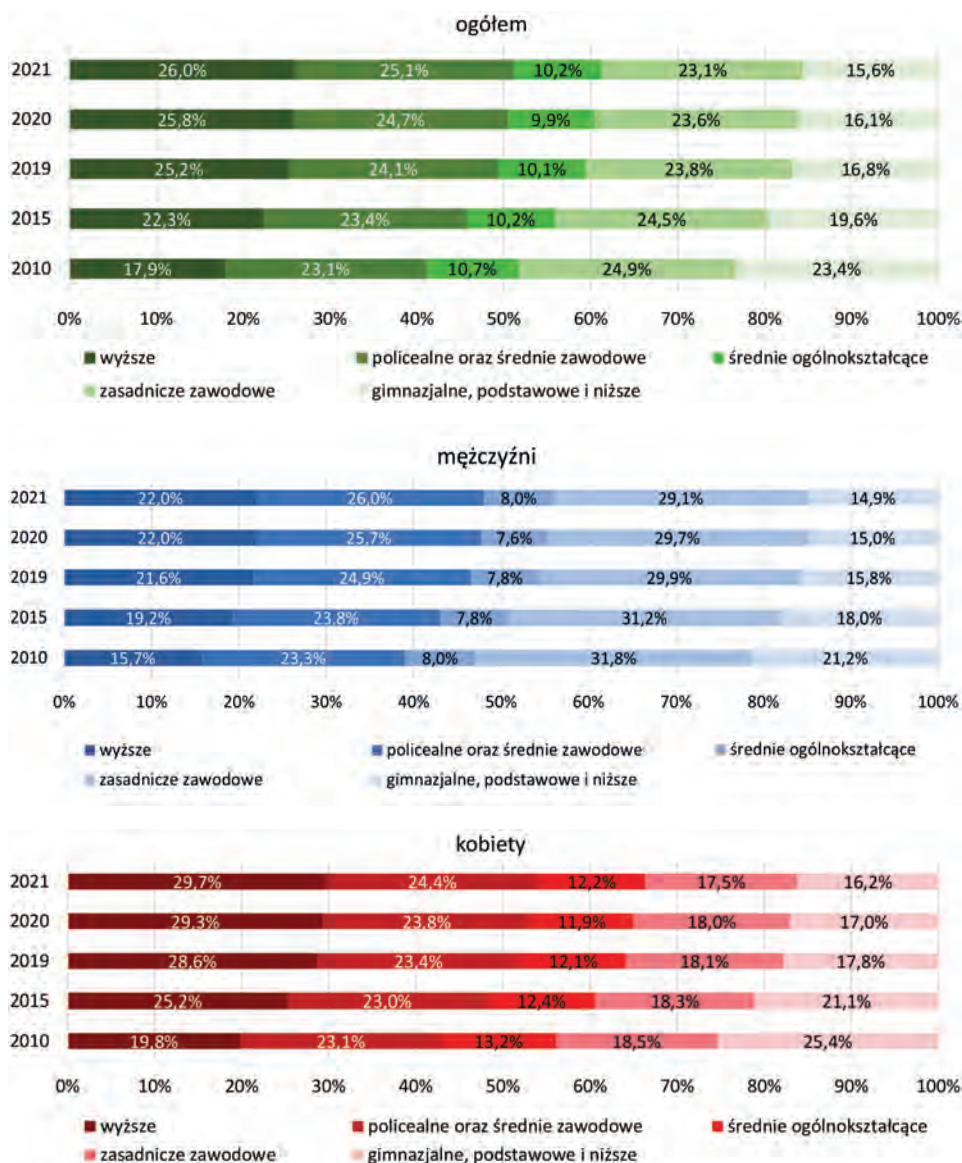 ogółem
2021 26,0% 25,1% 10,2% 23,1% 15,6%
2020 25,8% 24,7% 9,9% 23,6% 16,1%
2019 25,2% 24,1% 10,1% 23,8% 16,8%
2015 22,3% 23,4% 10,2% 24,5% 19,6%
2010 17,9% 23,1% 10,7% 24,9% 23,4%
0% 10% 20% 30% 40% 50% 60% 70% 80% 90% 100%
wyższe policealne oraz średnie zawodowe średnie ogólnokształcące
zasadnicze zawodowe gimnazjalne, podstawowe i niższe
mężczyźni
2021 22,0% 26,0% 8,0% 29,1% 14,9%
2020 22,0% 25,7% 7,6% 29,7% 15,0%
2019 21,6% 24,9% 7,8% 29,9% 15,8%
2015 19,2% 23,8% 7,8% 31,2% 18,0%
2010 15,7% 23,3% 8,0% 31,8% 21,2%
0% 10% 20% 30% 40% 50% 60% 70% 80% 90% 100%
wyższe policealne oraz średnie zawodowe średnie ogólnokształcące
zasadnicze zawodowe gimnazjalne, podstawowe i niższe
kobiety
2021 29,7% 24,4% 12,2% 17,5% 16,2%
2020 29,3% 23,8% 11,9% 18,0% 17,0%
2019 28,6% 23,4% 12,1% 18,1% 17,8%
2015 25,2% 23,0% 12,4% 18,3% 21,1%
2010 19,8% 23,1% 13,2% 18,5% 25,4%
0% 10% 20% 30% 40% 50% 60% 70% 80% 90% 100%
wyższe policealne oraz średnie zawodowe średnie ogólnokształcące
zasadnicze zawodowe gimnazjalne, podstawowe i niższe